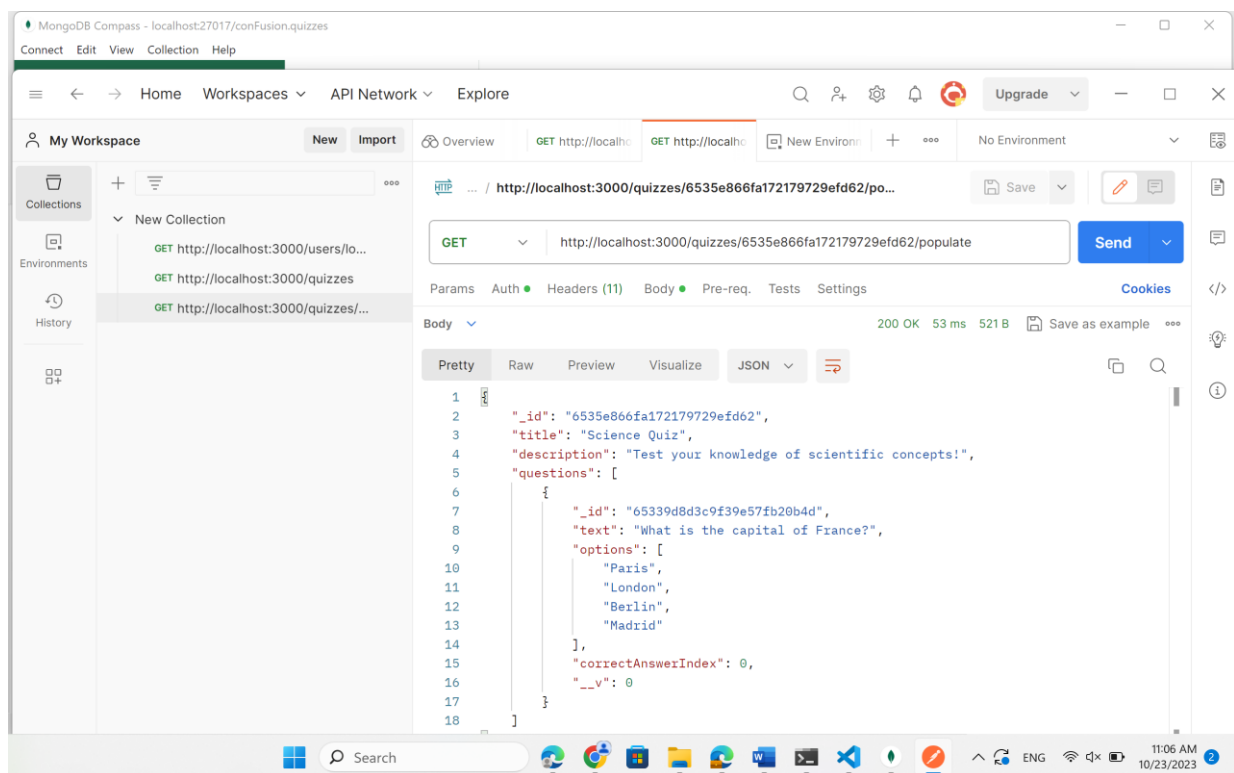 MongoDB Compass - localhost:27017/conFusion.quizzes
Connect Edit View Collection Help
Home Workspaces API Network Explore Upgrade
My Workspace New Import Overview GET http://localho GET http://localho New Environ No Environment
Collections
HTTP ... / http://localhost:3000/quizzes/6535e866fa172179729efd62/po... Save
New Collection
GET http://localhost:3000/users/lo...
GET http://localhost:3000/quizzes
GET http://localhost:3000/quizzes/...
Environments
History
GET http://localhost:3000/quizzes/6535e866fa172179729efd62/populate Send
Params Auth Headers (11) Body Pre-req. Tests Settings Cookies
Body 200 OK 53 ms 521 B Save as example
Pretty Raw Preview Visualize JSON
1 {
2 "_id": "6535e866fa172179729efd62",
3 "title": "Science Quiz",
4 "description": "Test your knowledge of scientific concepts!",
5 "questions": [
6 {
7 "_id": "65339d8d3c9f39e57fb20b4d",
8 "text": "What is the capital of France?",
9 "options": [
10 "Paris",
11 "London",
12 "Berlin",
13 "Madrid"
14 ],
15 "correctAnswerIndex": 0,
16 "__v": 0
17 }
18 ]
Search ENG 11:06 AM
10/23/2023 2